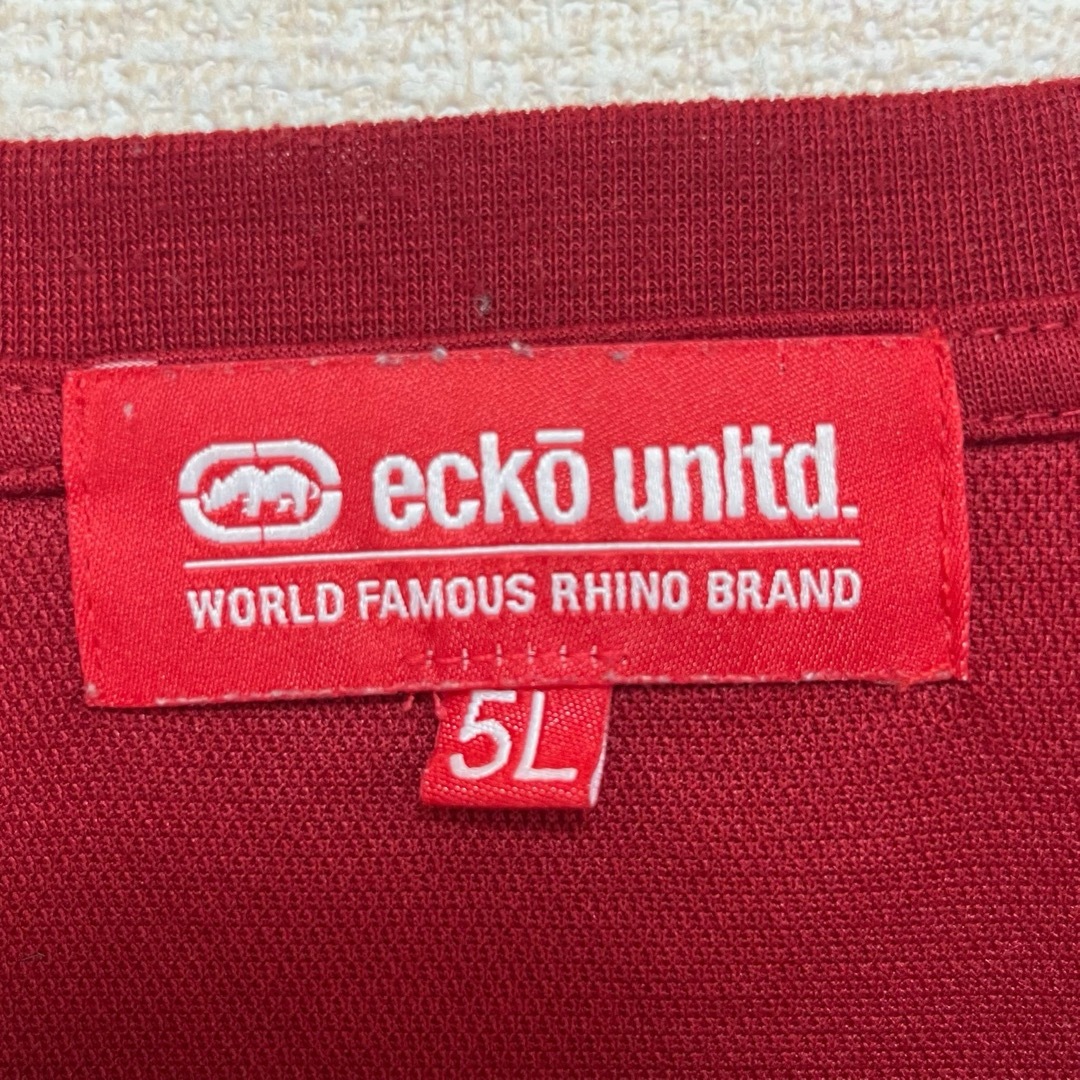 eckō unltd.
WORLD FAMOUS RHINO BRAND
5L